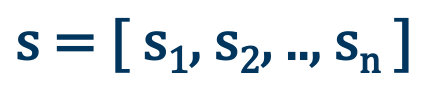 s = [ s₁, s₂, .., sₙ ]